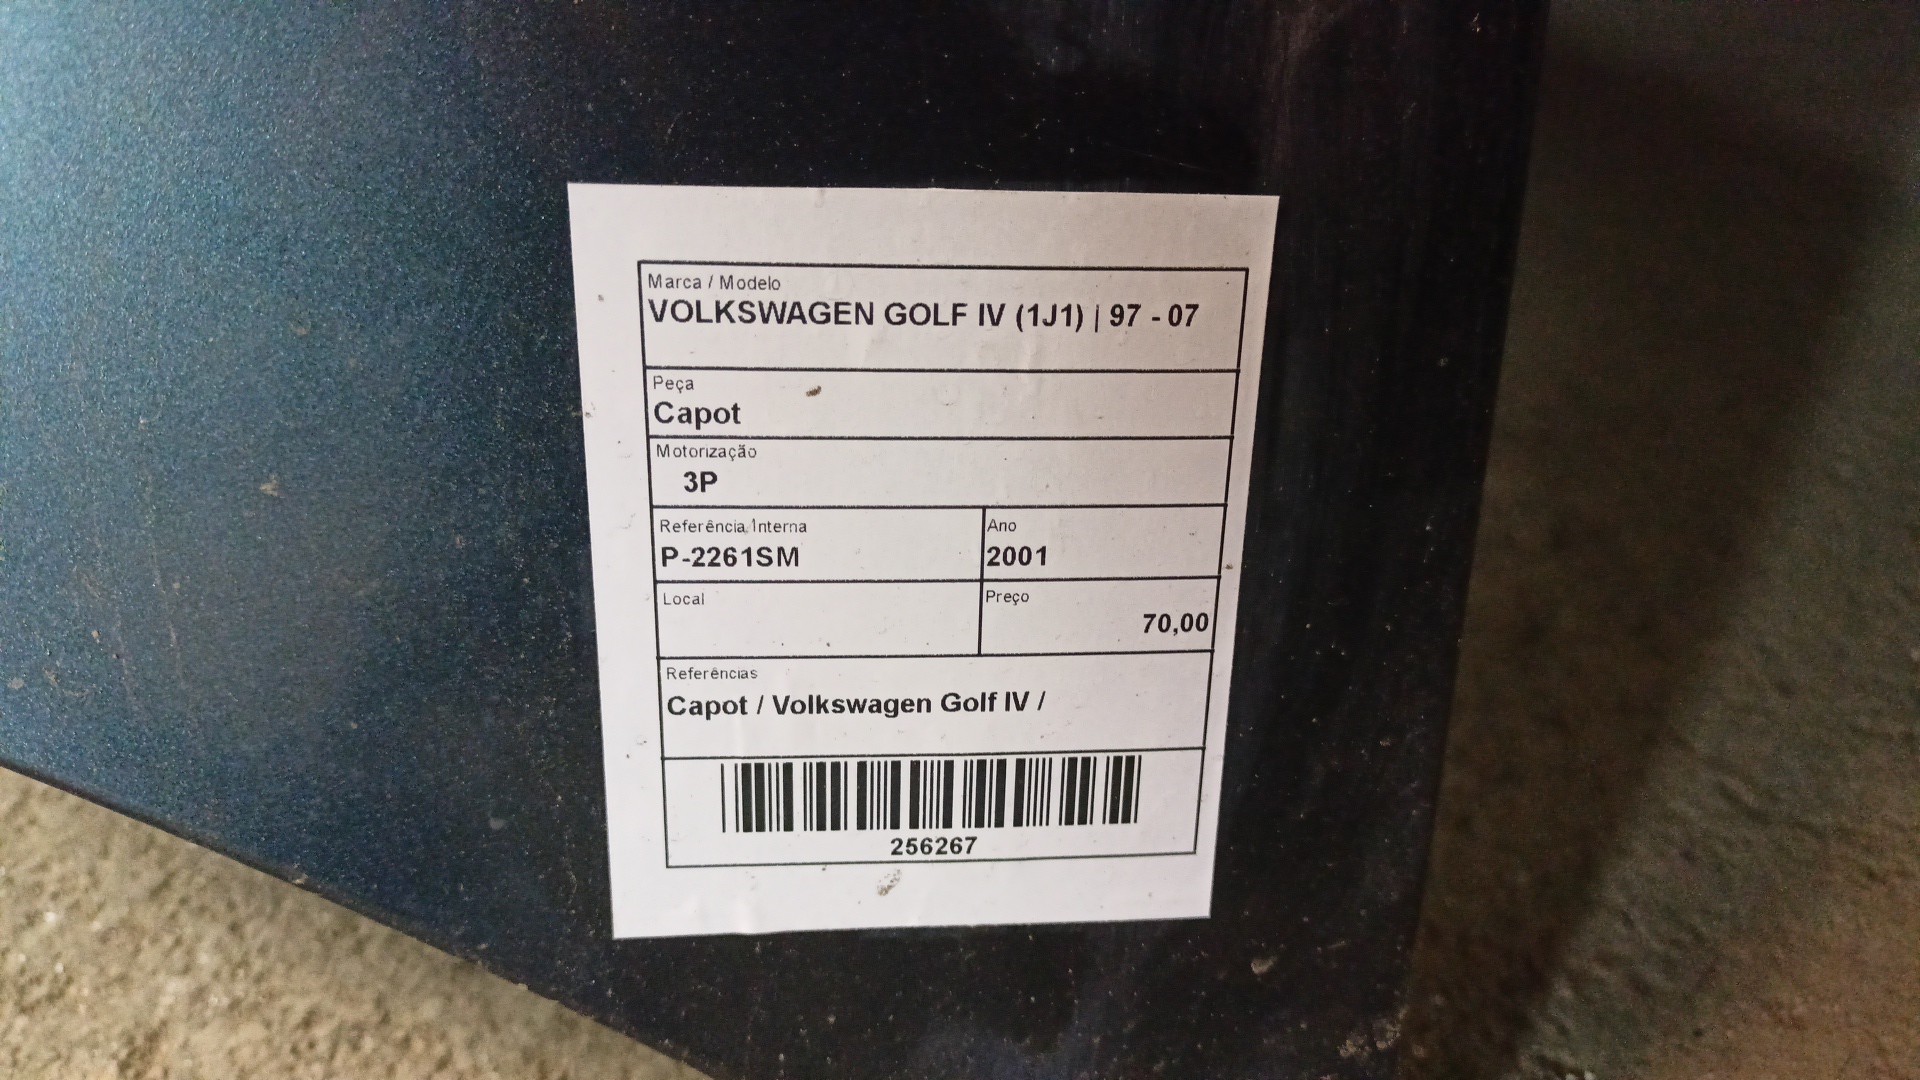 Marca / Modelo
VOLKSWAGEN GOLF IV (1J1) | 97 - 07
Peça
Capot
Motorização
3P
Referência Interna
P-2261SM
Ano
2001
Local
Preço
70,00
Referências
Capot / Volkswagen Golf IV /
256267